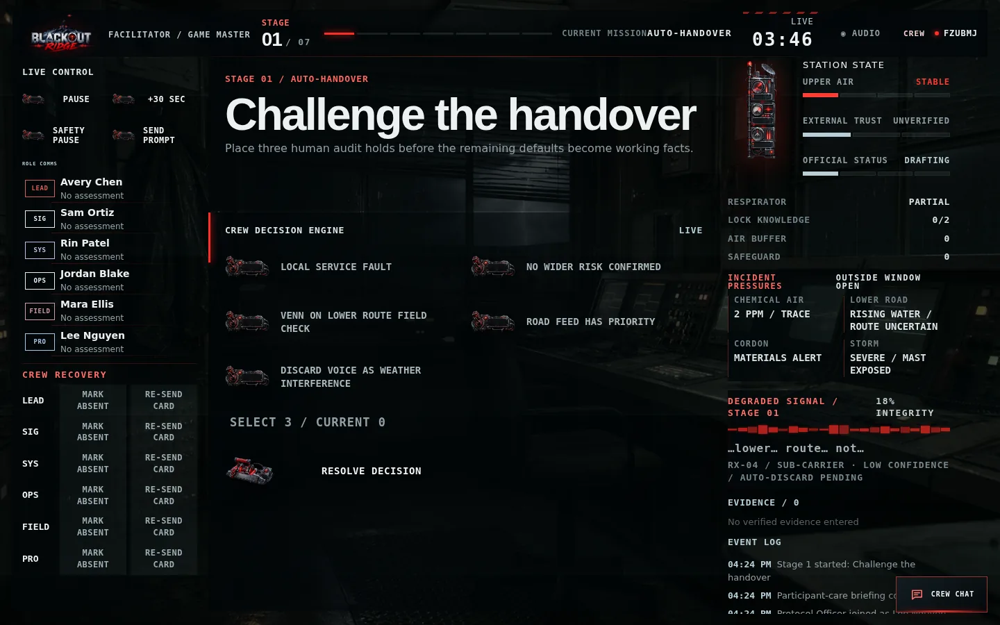 BLACKOUT
RIDGE
FACILITATOR / GAME MASTER
STAGE
01 / 07
CURRENT MISSION AUTO-HANDOVER
LIVE
03:46
AUDIO
CREW
FZUBMJ
LIVE CONTROL
PAUSE
+30 SEC
SAFETY
PAUSE
SEND
PROMPT
ROLE COMMS
LEAD
Avery Chen
No assessment
SIG
Sam Ortiz
No assessment
SYS
Rin Patel
No assessment
OPS
Jordan Blake
No assessment
FIELD
Mara Ellis
No assessment
PRO
Lee Nguyen
No assessment
CREW RECOVERY
LEAD
MARK
ABSENT
RE-SEND
CARD
SIG
MARK
ABSENT
RE-SEND
CARD
SYS
MARK
ABSENT
RE-SEND
CARD
OPS
MARK
ABSENT
RE-SEND
CARD
FIELD
MARK
ABSENT
RE-SEND
CARD
PRO
MARK
ABSENT
RE-SEND
CARD
STAGE 01 / AUTO-HANDOVER
Challenge the handover
Place three human audit holds before the remaining defaults become working facts.
CREW DECISION ENGINE
LIVE
LOCAL SERVICE FAULT
NO WIDER RISK CONFIRMED
VENN ON LOWER ROUTE FIELD
CHECK
ROAD FEED HAS PRIORITY
DISCARD VOICE AS WEATHER
INTERFERENCE
SELECT 3 / CURRENT 0
RESOLVE DECISION
STATION STATE
UPPER AIR
STABLE
EXTERNAL TRUST
UNVERIFIED
OFFICIAL STATUS
DRAFTING
RESPIRATOR
PARTIAL
LOCK KNOWLEDGE
0/2
AIR BUFFER
0
SAFEGUARD
0
INCIDENT
PRESSURES
OUTSIDE WINDOW
OPEN
CHEMICAL AIR
2 PPM / TRACE
LOWER ROAD
RISING WATER /
ROUTE UNCERTAIN
CORDON
MATERIALS ALERT
STORM
SEVERE / MAST
EXPOSED
DEGRADED SIGNAL /
STAGE 01
18%
INTEGRITY
…lower… route… not…
RX-04 / SUB-CARRIER · LOW CONFIDENCE
/ AUTO-DISCARD PENDING
EVIDENCE / 0
No verified evidence entered
EVENT LOG
04:24 PM Stage 1 started: Challenge the
handover
04:24 PM Participant-care briefing
04:24 PM Protocol Officer joined as
CREW CHAT